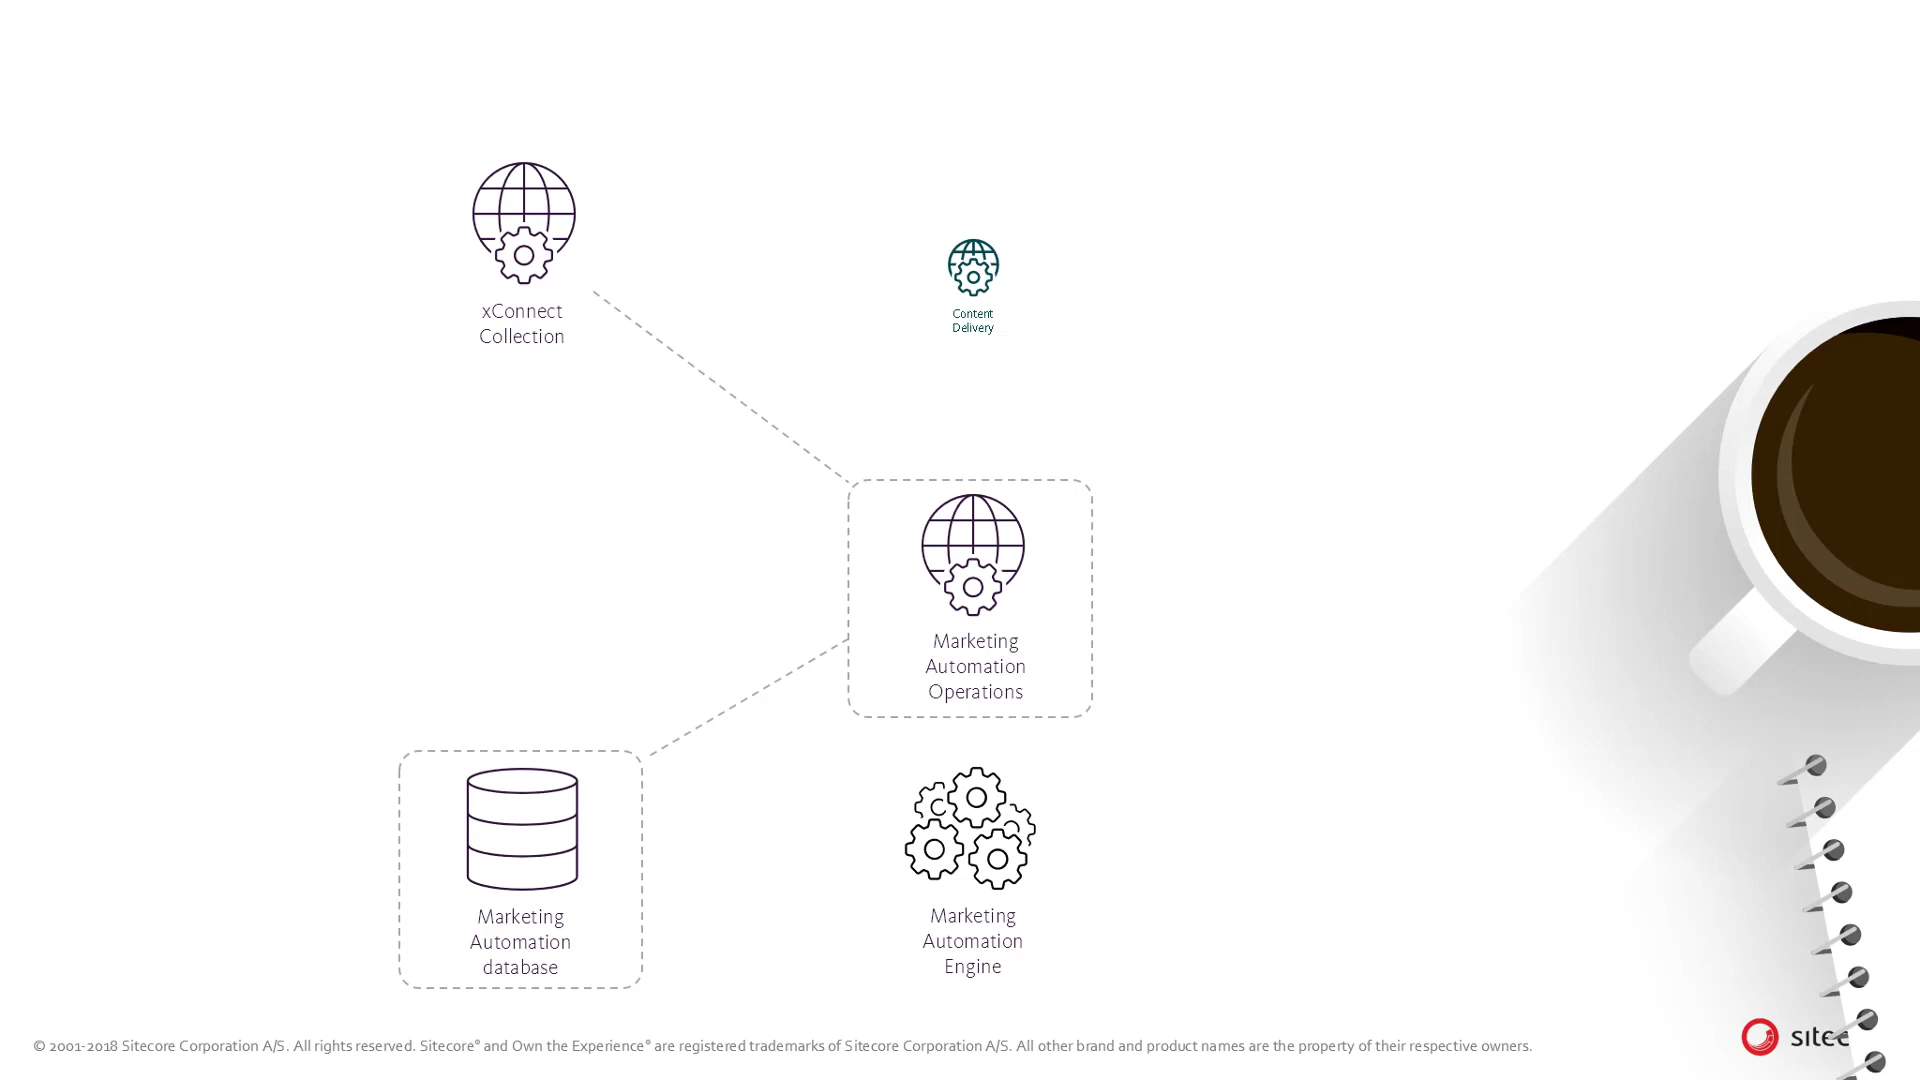 xConnect
Collection
Content
Delivery
Marketing
Automation
Operations
Marketing
Automation
database
Marketing
Automation
Engine
© 2001-2018 Sitecore Corporation A/S. All rights reserved. Sitecore® and Own the Experience® are registered trademarks of Sitecore Corporation A/S. All other brand and product names are the property of their respective owners.
sitec